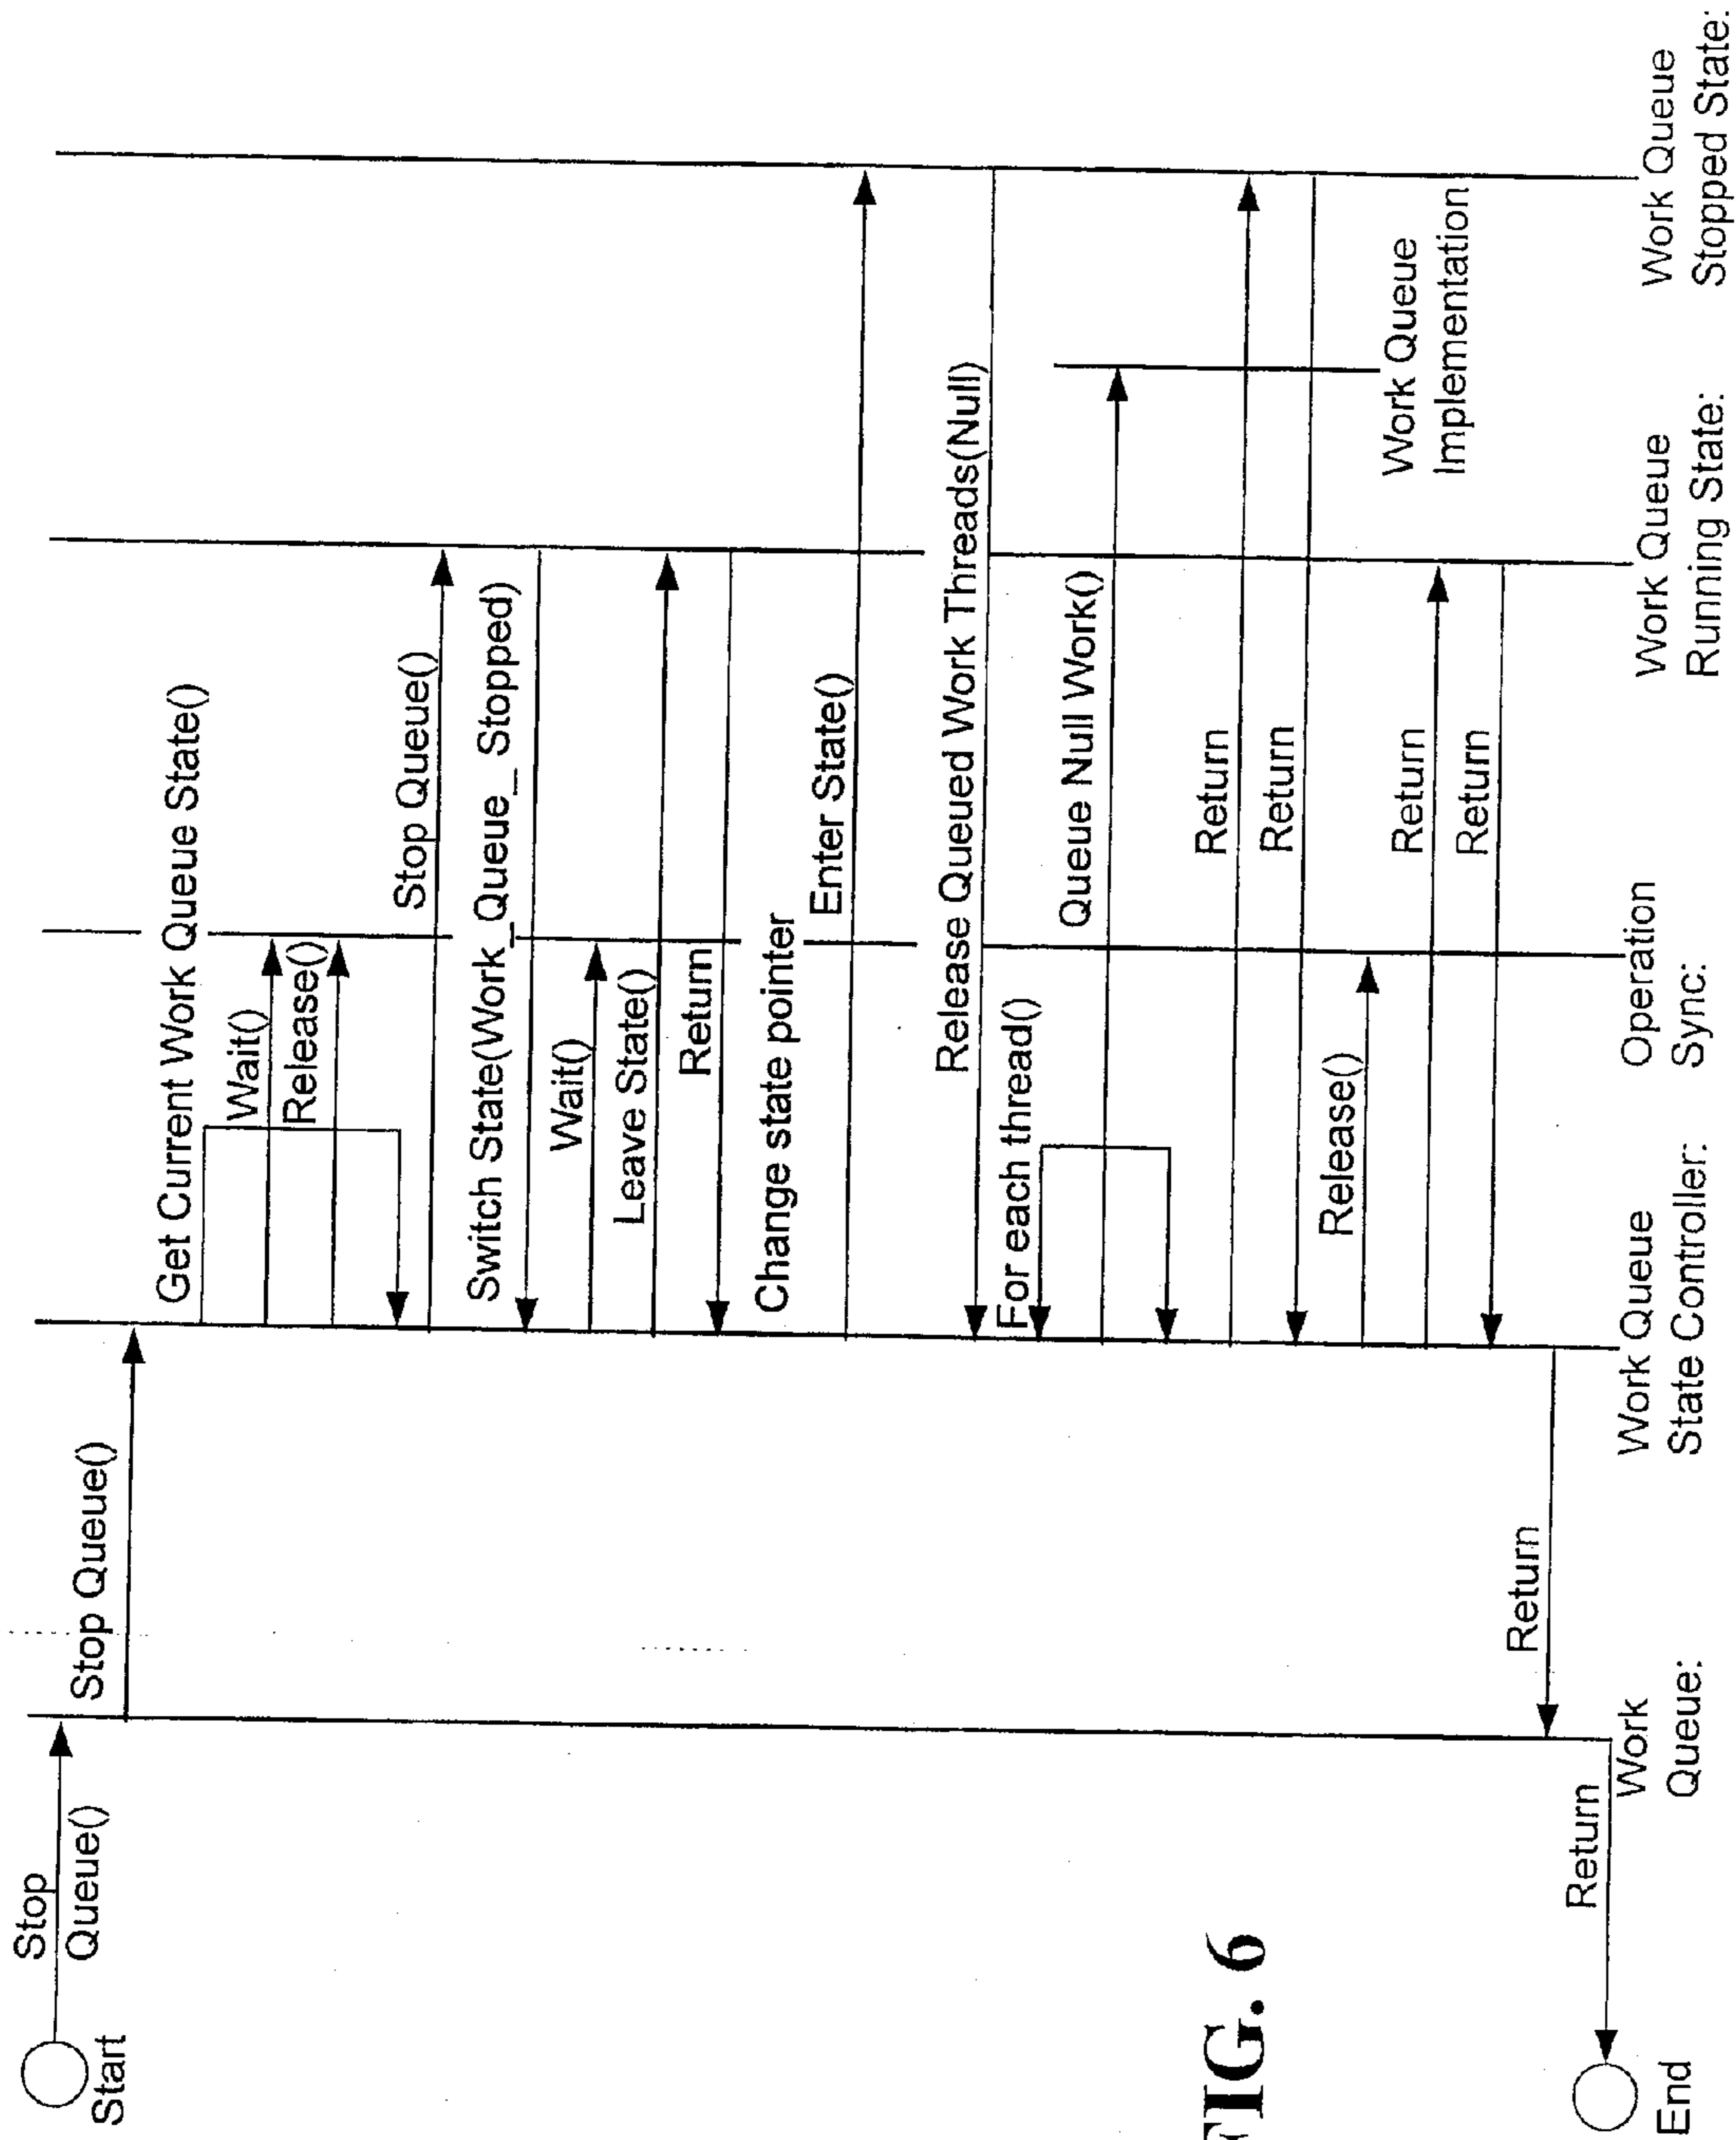 Stop
Queue()
Start
Stop Queue()
Get Current Work Queue State()
Wait()
Release()
Stop Queue()
Switch State(Work_Queue_ Stopped)
Wait()
Leave State()
Return
Change state pointer
Enter State()
Release Queued Work Threads(Null)
For each thread()
Queue Null Work()
Return
Return
Work Queue
Implementation
Release()
Return
Return
Return
Return
End
Work
Queue:
Work Queue
State Controller:
Operation
Sync:
Work Queue
Running State:
Work Queue
Stopped State:
FIG. 6